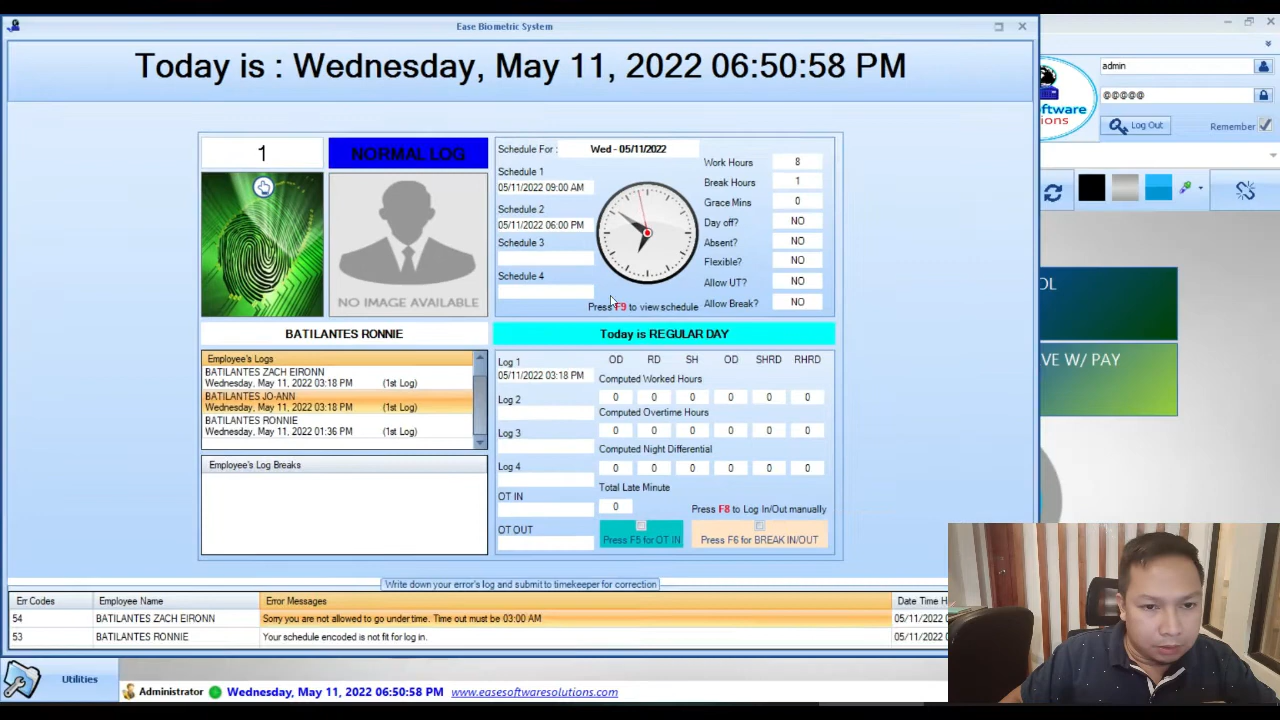 Ease Biometric System
Today is : Wednesday, May 11, 2022 06:50:58 PM
admin
@@@@@
Log Out
Remember
ftware
ions
1
NORMAL LOG
NO IMAGE AVAILABLE
Schedule For :
Wed - 05/11/2022
Schedule 1
05/11/2022 09:00 AM
Schedule 2
05/11/2022 06:00 PM
Schedule 3
Schedule 4
Work Hours 8
Break Hours 1
Grace Mins 0
Day off? NO
Absent? NO
Flexible? NO
Allow UT? NO
Allow Break? NO
Press F9 to view schedule
OL
VE W/ PAY
BATILANTES RONNIE
Today is REGULAR DAY
Employee's Logs
BATILANTES ZACH EIRONN
Wednesday, May 11, 2022 03:18 PM (1st Log)
BATILANTES JO-ANN
Wednesday, May 11, 2022 03:18 PM (1st Log)
BATILANTES RONNIE
Wednesday, May 11, 2022 01:36 PM (1st Log)
Employee's Log Breaks
Log 1
05/11/2022 03:18 PM
Log 2
Log 3
Log 4
OT IN
OT OUT
OD RD SH OD SHRD RHRD
Computed Worked Hours
0 0 0 0 0 0
Computed Overtime Hours
0 0 0 0 0 0
Computed Night Differential
0 0 0 0 0 0
Total Late Minute
0
Press F8 to Log In/Out manually
Press F5 for OT IN
Press F6 for BREAK IN/OUT
Write down your error's log and submit to timekeeper for correction
Err Codes Employee Name Error Messages Date Time H
54 BATILANTES ZACH EIRONN Sorry you are not allowed to go under time. Time out must be 03:00 AM 05/11/2022
53 BATILANTES RONNIE Your schedule encoded is not fit for log in. 05/11/2022
Utilities
Administrator
Wednesday, May 11, 2022 06:50:58 PM
www.easesoftwaresolutions.com